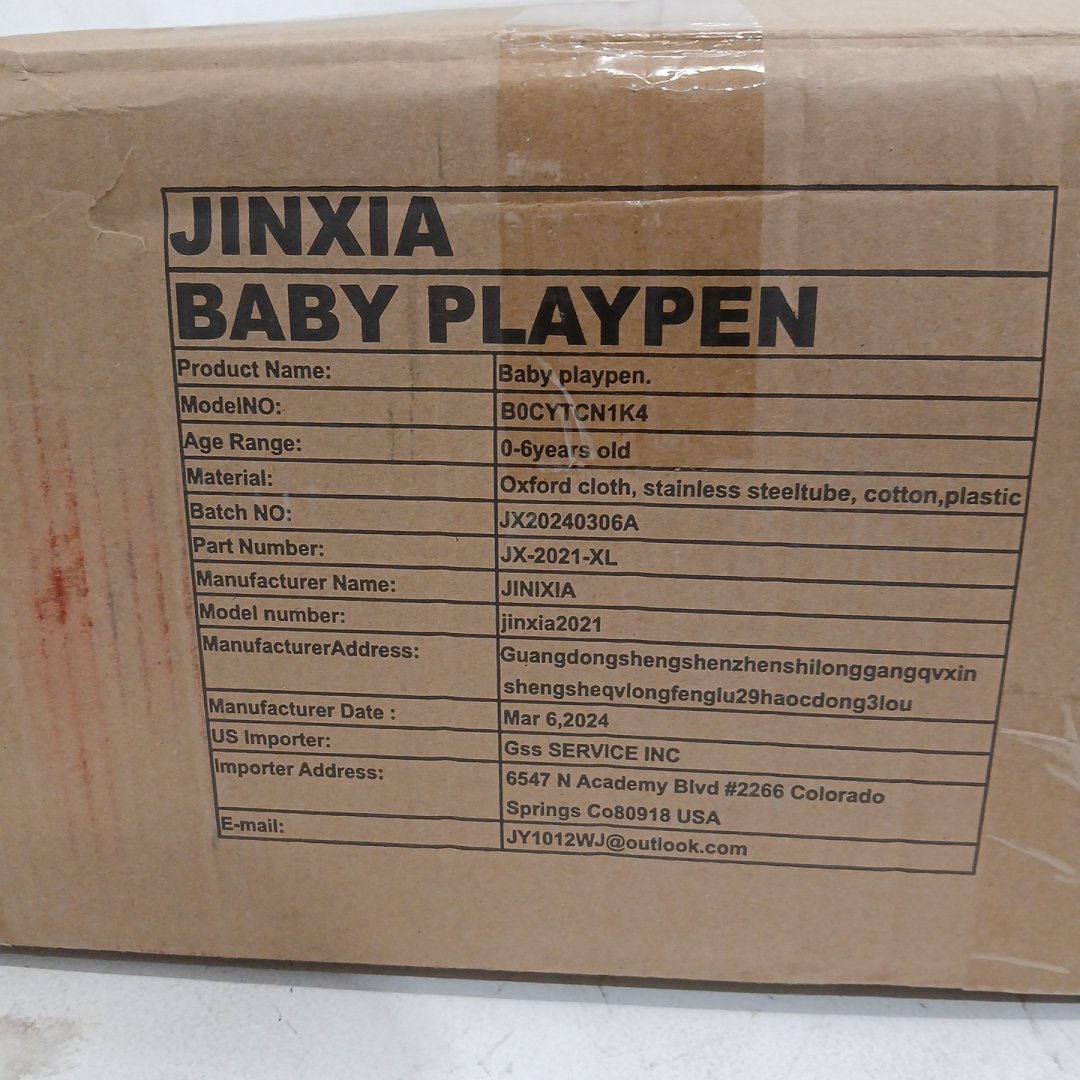 JINXIA
BABY PLAYPEN
Product Name: Baby playpen.
ModelNO: B0CYTCN1K4
Age Range: 0-6years old
Material: Oxford cloth, stainless steeltube, cotton,plastic
Batch NO: JX20240306A
Part Number: JX-2021-XL
Manufacturer Name: JINIXIA
Model number: jinxia2021
ManufacturerAddress: Guangdongshengshenzhenshilonggangqvxin
shengsheqvlongfenglu29haocdong3lou
Manufacturer Date : Mar 6,2024
US Importer: Gss SERVICE INC
Importer Address: 6547 N Academy Blvd #2266 Colorado
Springs Co80918 USA
E-mail: JY1012WJ@outlook.com